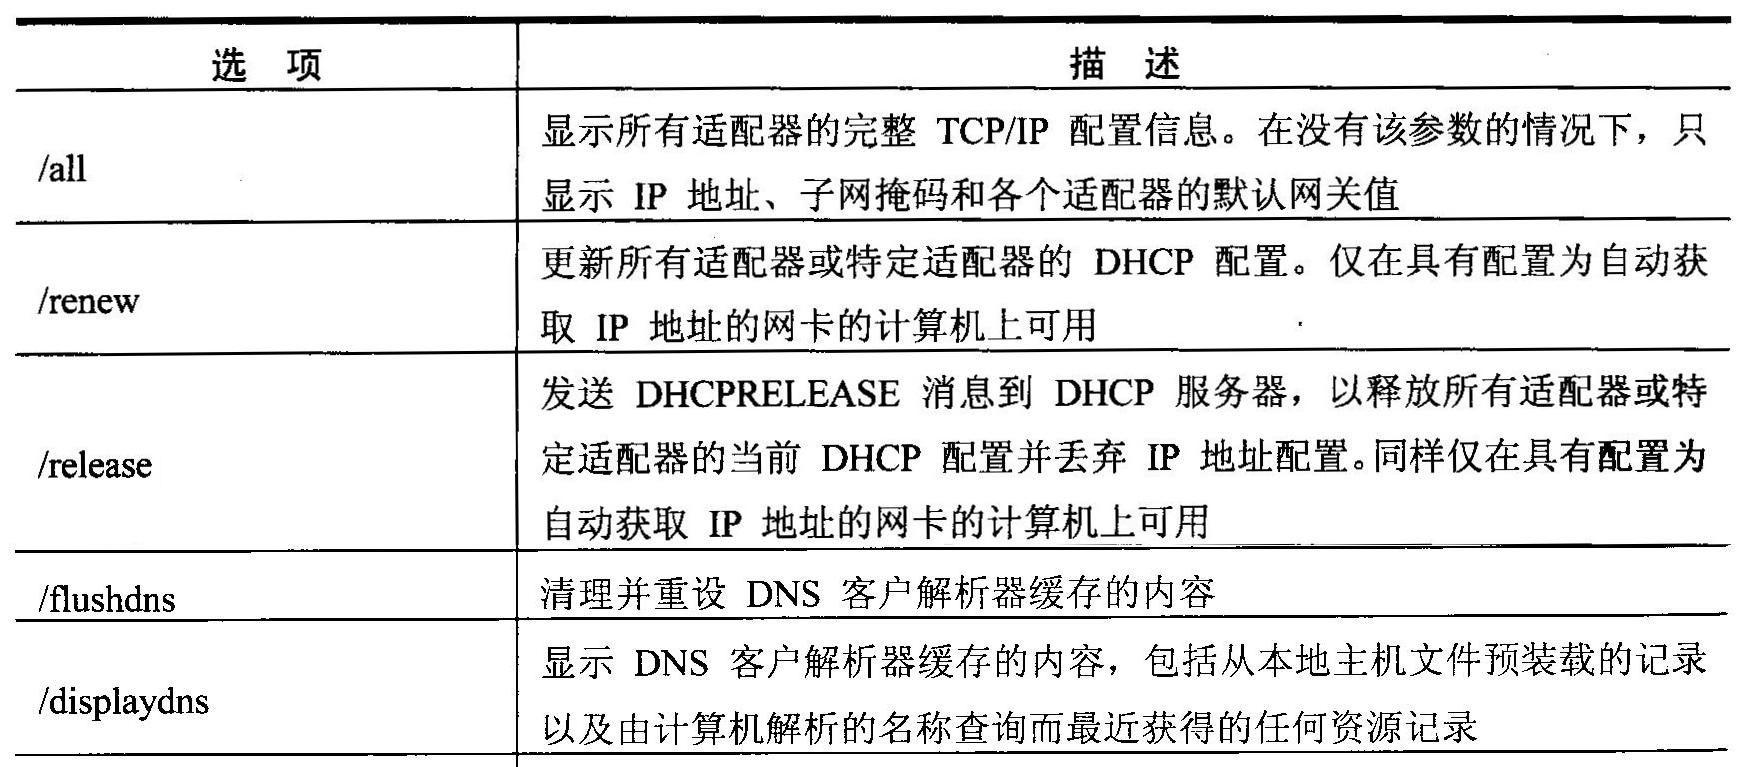 选 项 描 述
显示所有适配器的完整 TCP/IP 配置信息。在没有该参数的情况下，只
/all
显示 IP 地址、子网掩码和各个适配器的默认网关值
更新所有适配器或特定适配器的 DHCP 配置。仅在具有配置为自动获
/renew
取 IP 地址的网卡的计算机上可用
发送 DHCPRELEASE 消息到 DHCP 服务器，以释放所有适配器或特
/release
定适配器的当前 DHCP 配置并丢弃 IP 地址配置。同样仅在具有配置为
自动获取 IP 地址的网卡的计算机上可用
/flushdns
清理并重设 DNS 客户解析器缓存的内容
显示 DNS 客户解析器缓存的内容，包括从本地主机文件预装载的记录
/displaydns
以及由计算机解析的名称查询而最近获得的任何资源记录